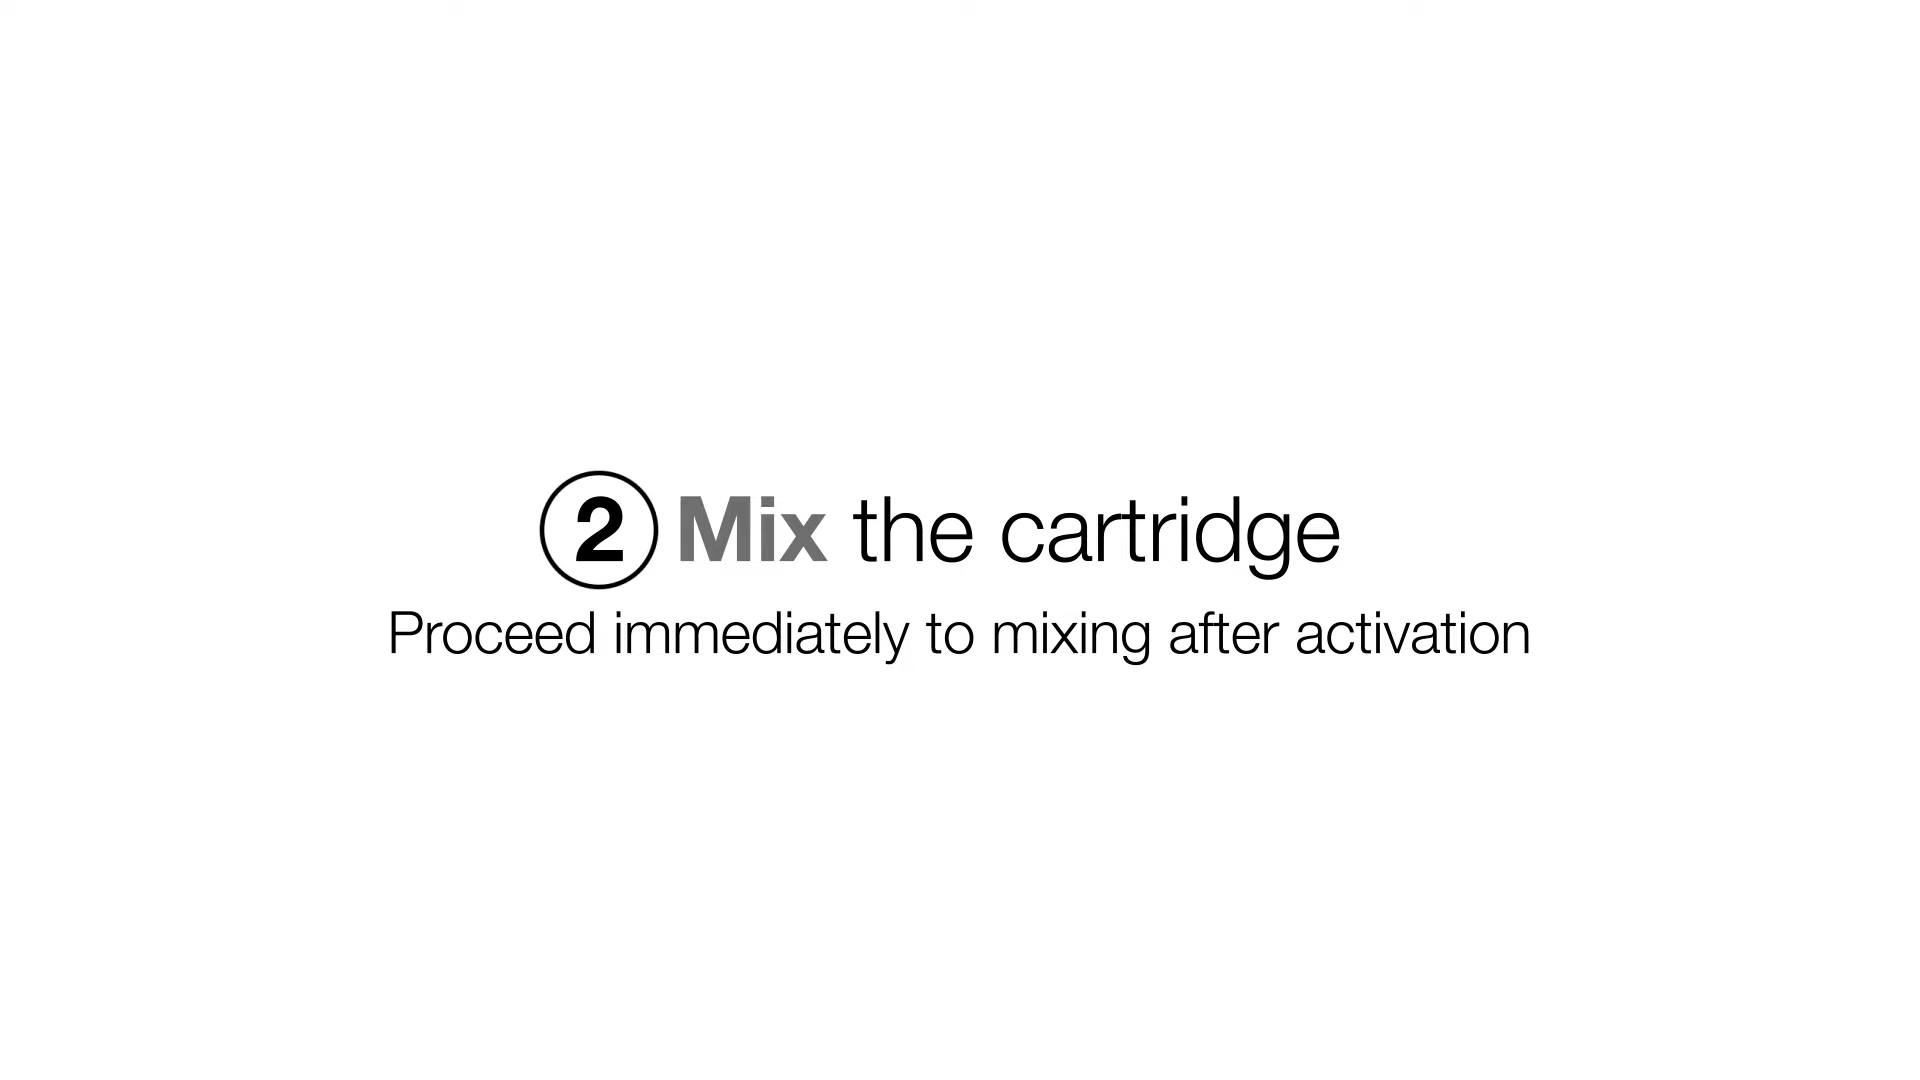 2 Mix the cartridge
Proceed immediately to mixing after activation